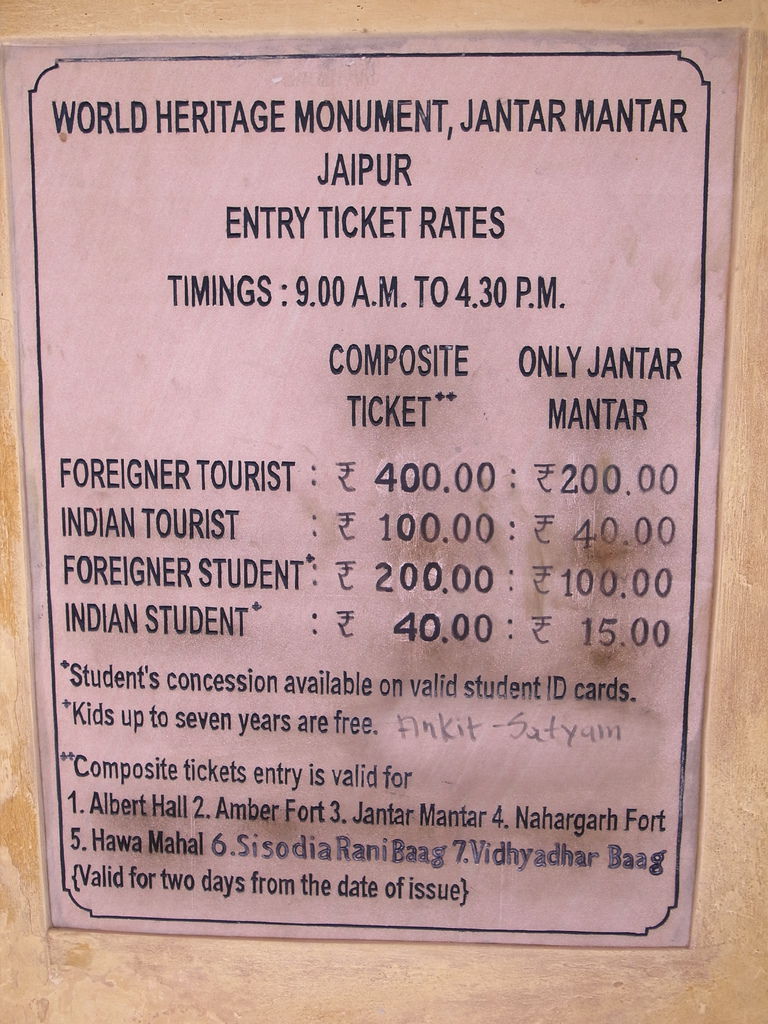 WORLD HERITAGE MONUMENT, JANTAR MANTAR
JAIPUR
ENTRY TICKET RATES
TIMINGS : 9.00 A.M. TO 4.30 P.M.
COMPOSITE ONLY JANTAR
TICKET** MANTAR
FOREIGNER TOURIST : ₹ 400.00 : ₹ 200.00
INDIAN TOURIST : ₹ 100.00 : ₹ 40.00
FOREIGNER STUDENT* : ₹ 200.00 : ₹ 100.00
INDIAN STUDENT* : ₹ 40.00 : ₹ 15.00
*Student's concession available on valid student ID cards.
*Kids up to seven years are free. Ankit - Satyam
**Composite tickets entry is valid for
1. Albert Hall 2. Amber Fort 3. Jantar Mantar 4. Nahargarh Fort
5. Hawa Mahal 6.Sisodia Rani Baag 7.Vidhyadhar Baag
{Valid for two days from the date of issue}